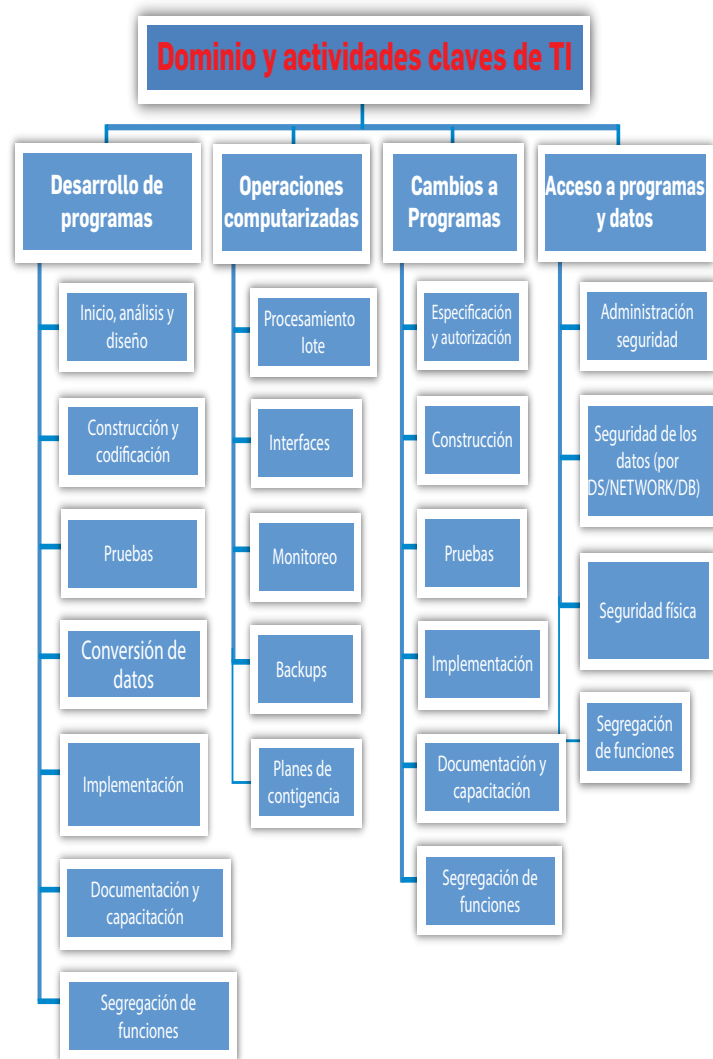 Dominio y actividades claves de TI
Desarrollo de
programas
Inicio, análisis y
diseño
Construcción y
codificación
Pruebas
Conversión de
datos
Implementación
Documentación y
capacitación
Segregación de
funciones
Operaciones
computarizadas
Procesamiento
lote
Interfaces
Monitoreo
Backups
Planes de
contigencia
Cambios a
Programas
Especificación
y autorización
Construcción
Pruebas
Implementación
Documentación y
capacitación
Segregación de
funciones
Acceso a programas
y datos
Administración
seguridad
Seguridad de los
datos (por
DS/NETWORK/DB)
Seguridad física
Segregación
de funciones